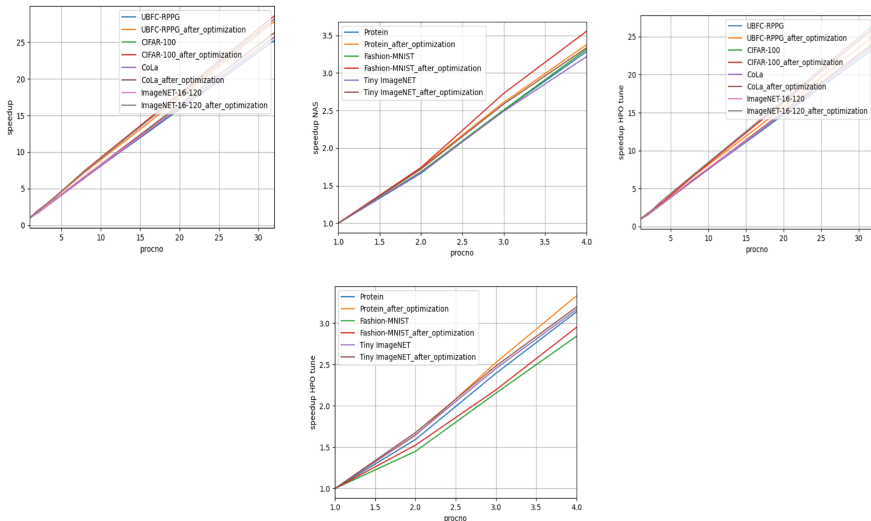 speedup
25
20
15
10
5
0
5
10
15
20
25
30
procno
UBFC-RPPG
UBFC-RPPG_after_optimization
CIFAR-100
CIFAR-100_after_optimization
CoLa
CoLa_after_optimization
ImageNET-16-120
ImageNET-16-120_after_optimization
speedup NAS
3.5
3.0
2.5
2.0
1.5
1.0
1.0
1.5
2.0
2.5
3.0
3.5
4.0
procno
Protein
Protein_after_optimization
Fashion-MNIST
Fashion-MNIST_after_optimization
Tiny ImageNET
Tiny ImageNET_after_optimization
speedup HPO tune
25
20
15
10
5
0
5
10
15
20
25
30
procno
UBFC-RPPG
UBFC-RPPG_after_optimization
CIFAR-100
CIFAR-100_after_optimization
CoLa
CoLa_after_optimization
ImageNET-16-120
ImageNET-16-120_after_optimization
speedup HPO tune
3.0
2.5
2.0
1.5
1.0
1.0
1.5
2.0
2.5
3.0
3.5
4.0
procno
Protein
Protein_after_optimization
Fashion-MNIST
Fashion-MNIST_after_optimization
Tiny ImageNET
Tiny ImageNET_after_optimization